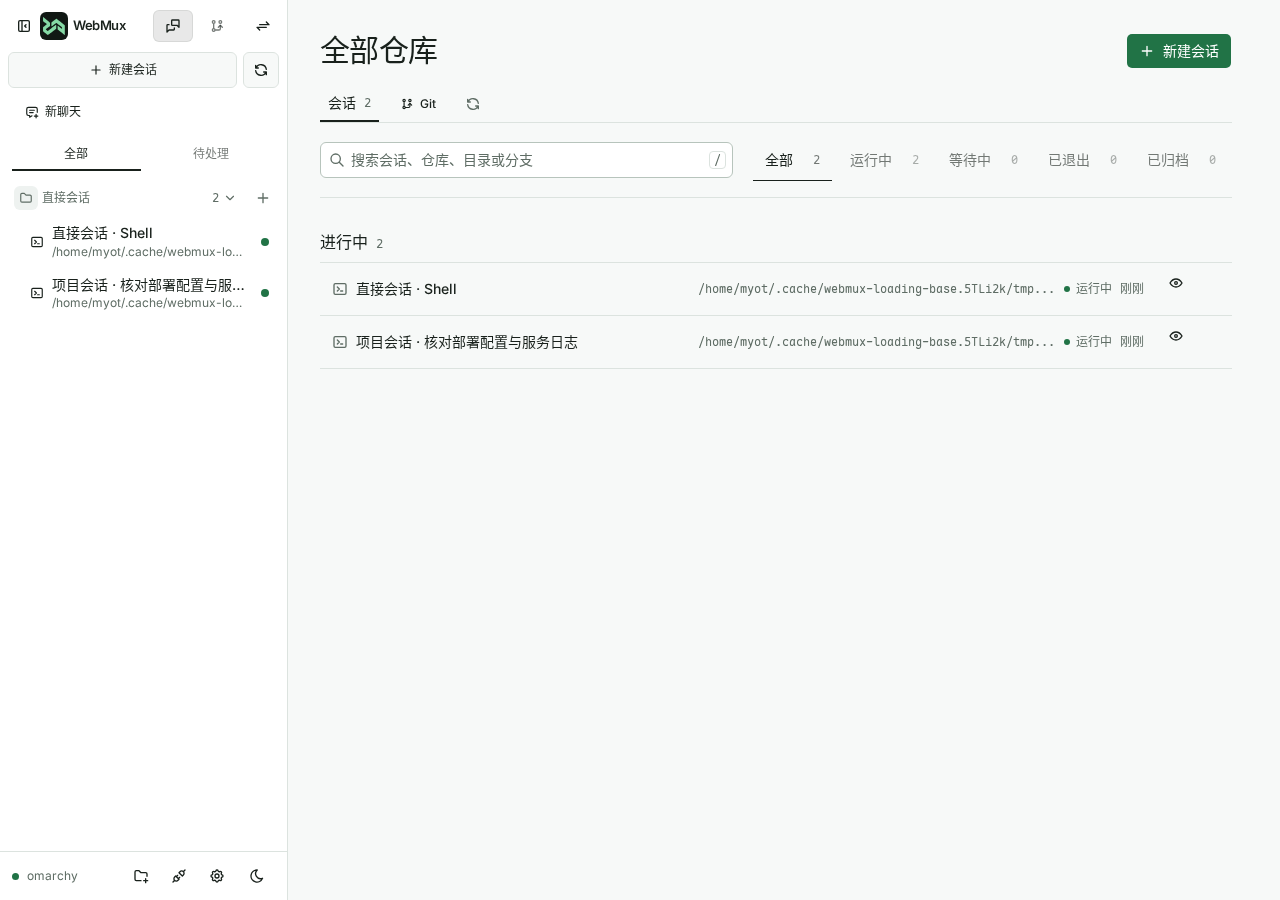 WebMux
新建会话
新聊天
全部 待处理
直接会话 2
直接会话 · Shell
/home/myot/.cache/webmux-lo...
项目会话 · 核对部署配置与服...
/home/myot/.cache/webmux-lo...
omarchy
全部仓库
新建会话
会话 2 Git
搜索会话、仓库、目录或分支 /
全部 2 运行中 2 等待中 0 已退出 0 已归档 0
进行中 2
直接会话 · Shell /home/myot/.cache/webmux-loading-base.5TLi2k/tmp... 运行中 刚刚
项目会话 · 核对部署配置与服务日志 /home/myot/.cache/webmux-loading-base.5TLi2k/tmp... 运行中 刚刚